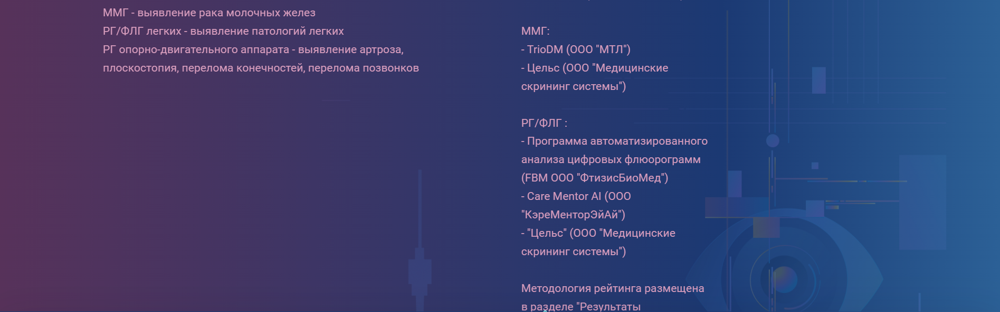 ММГ - выявление рака молочных желез
РГ/ФЛГ легких - выявление патологий легких
РГ опорно-двигательного аппарата - выявление артроза,
плоскостопия, перелома конечностей, перелома позвонков
ММГ:
- TrioDM (ООО "МТЛ")
- Цельс (ООО "Медицинские
скрининг системы")
РГ/ФЛГ :
- Программа автоматизированного
анализа цифровых флюорограмм
(FBM ООО "ФтизисБиоМед")
- Care Mentor AI (ООО
"КэреМенторЭйАй")
- "Цельс" (ООО "Медицинские
скрининг системы")
Методология рейтинга размещена
в разделе "Результаты